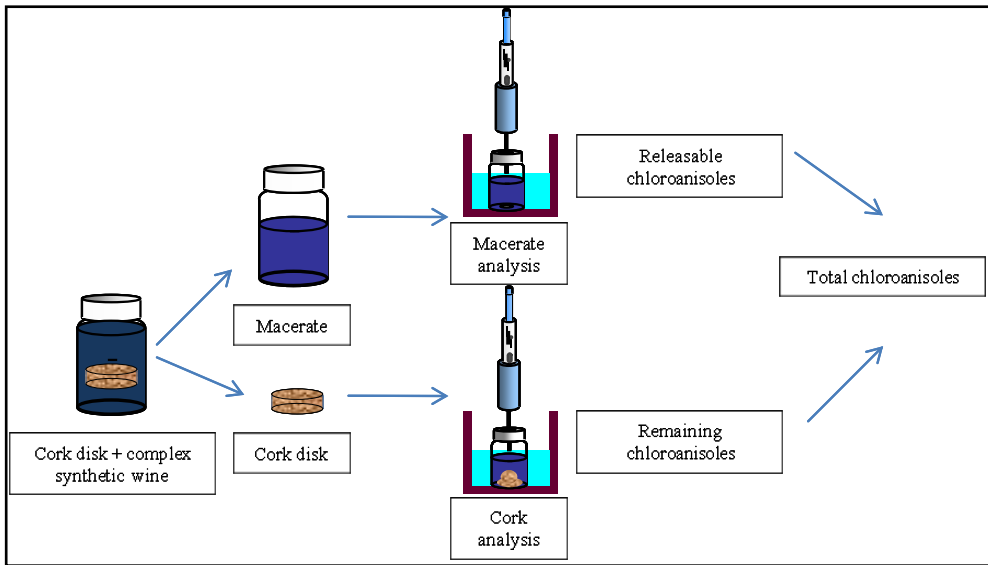 Releasable
chloroanisoles
Macerate
analysis
Total chloroanisoles
Macerate
Cork disk + complex
synthetic wine
Cork disk
Remaining
chloroanisoles
Cork
analysis